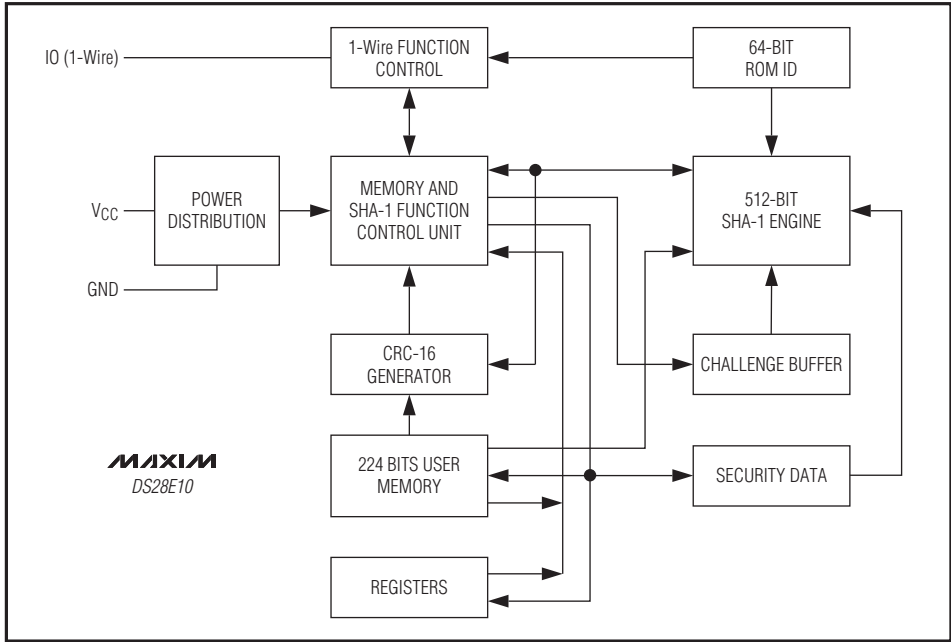 IO (1-Wire)
1-Wire FUNCTION
CONTROL
64-BIT
ROM ID
VCC
GND
POWER
DISTRIBUTION
MEMORY AND
SHA-1 FUNCTION
CONTROL UNIT
512-BIT
SHA-1 ENGINE
CRC-16
GENERATOR
CHALLENGE BUFFER
MAXIM
DS28E10
224 BITS USER
MEMORY
SECURITY DATA
REGISTERS